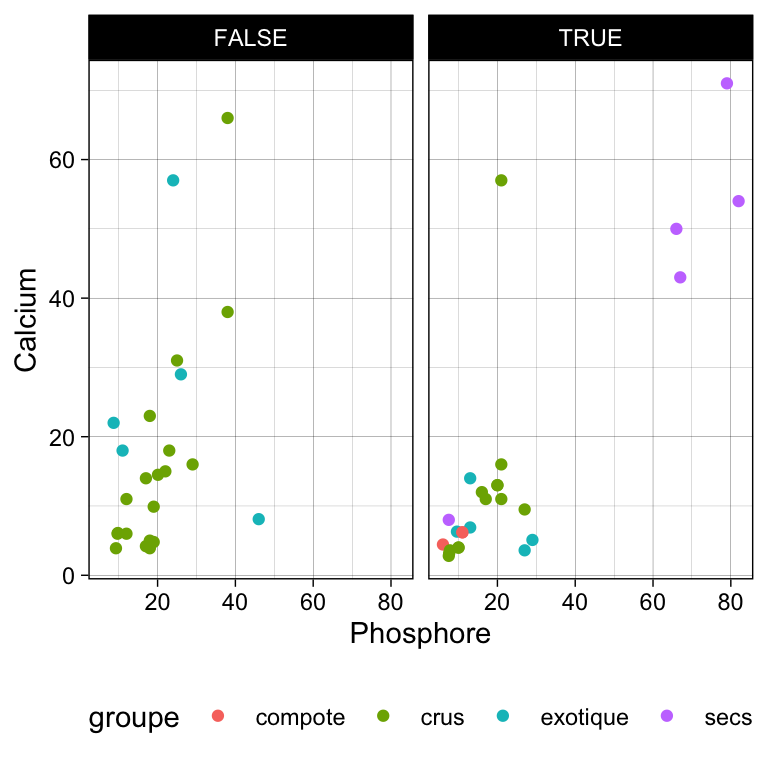 FALSE TRUE
60
40
20
0
20 40 60 80 20 40 60 80
Calcium
Phosphore
groupe compote crus exotique secs